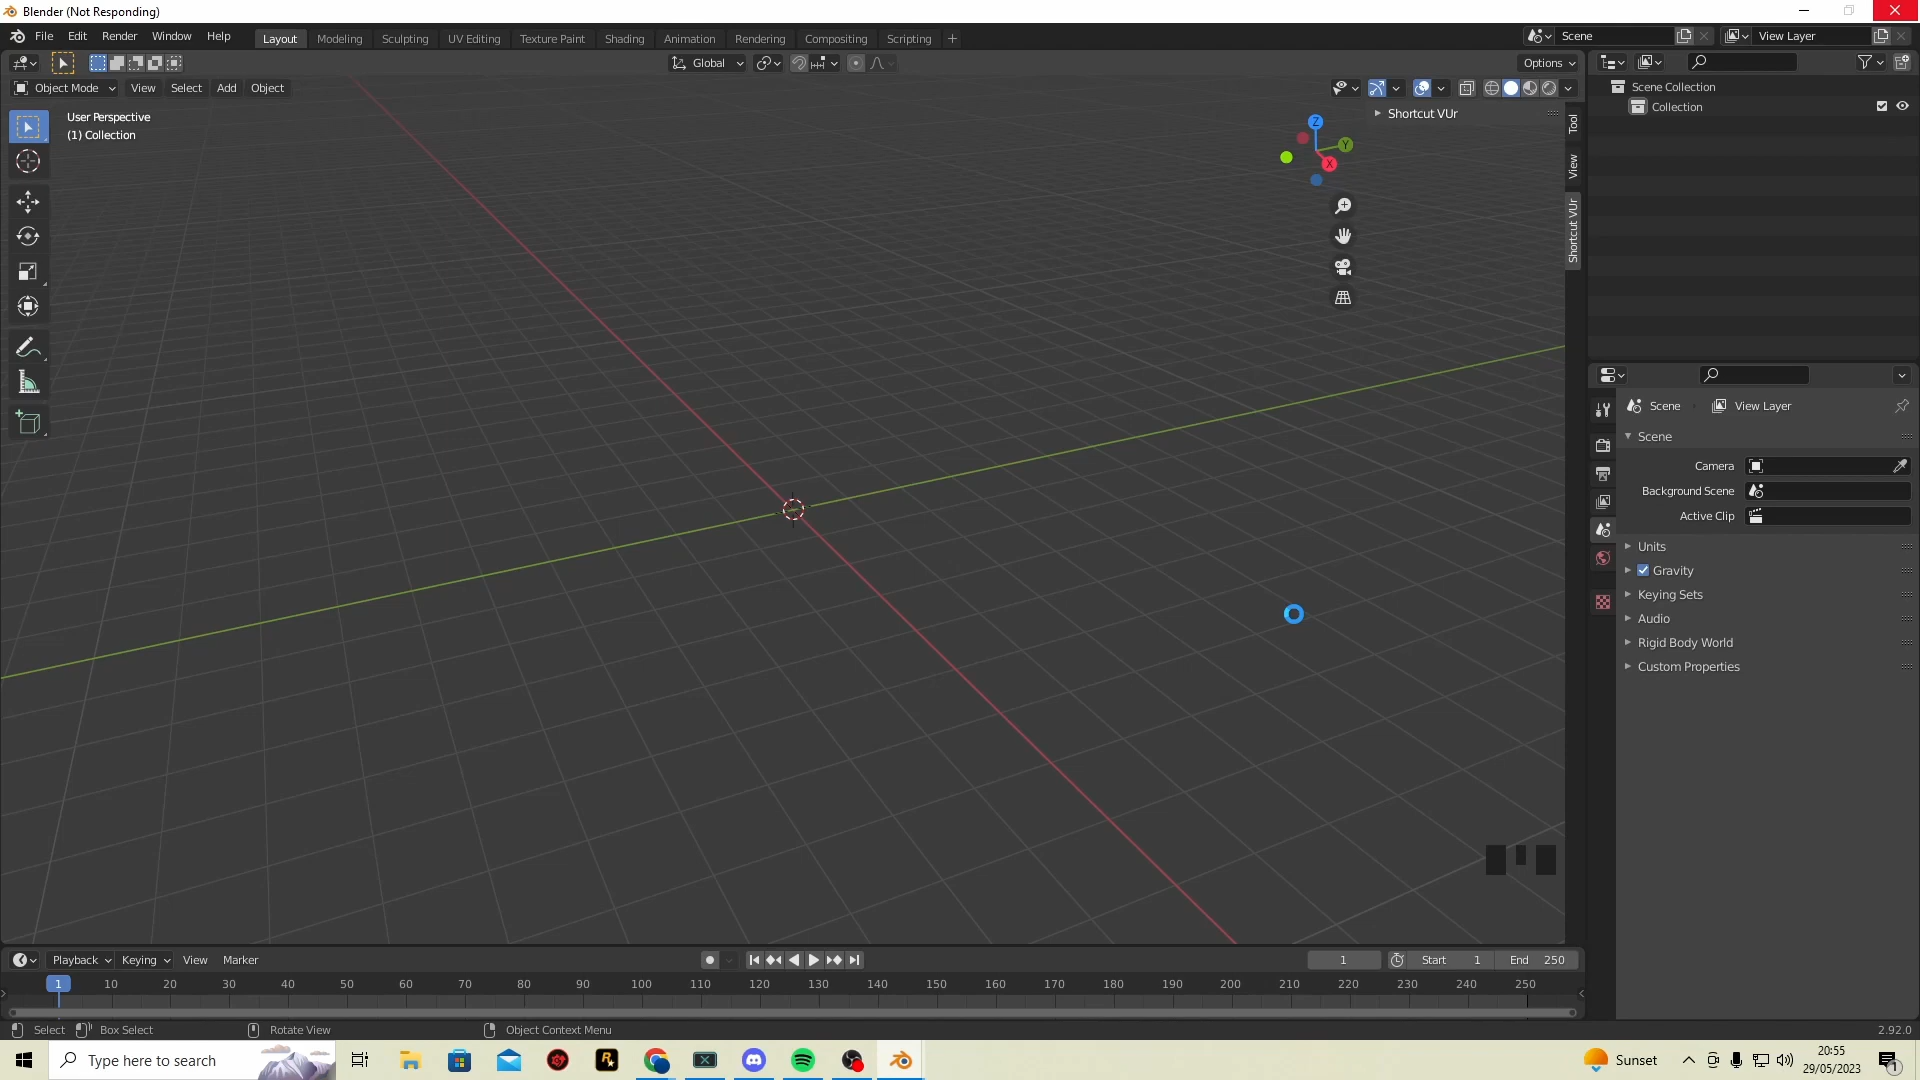 Blender (Not Responding)
File Edit Render Window Help Layout Modeling Sculpting UV Editing Texture Paint Shading Animation Rendering Compositing Scripting + Scene View Layer
Global Options
Object Mode View Select Add Object
User Perspective
(1) Collection
Shortcut VUr
Z
Y
X
Tool
View
Shortcut VUr
Scene Collection
Collection
Scene View Layer
Scene
Camera
Background Scene
Active Clip
Units
Gravity
Keying Sets
Audio
Rigid Body World
Custom Properties
Playback Keying View Marker 1 Start 1 End 250
1 10 20 30 40 50 60 70 80 90 100 110 120 130 140 150 160 170 180 190 200 210 220 230 240 250
Select Box Select Rotate View Object Context Menu 2.92.0
Type here to search Sunset 20:55
29/05/2023
1